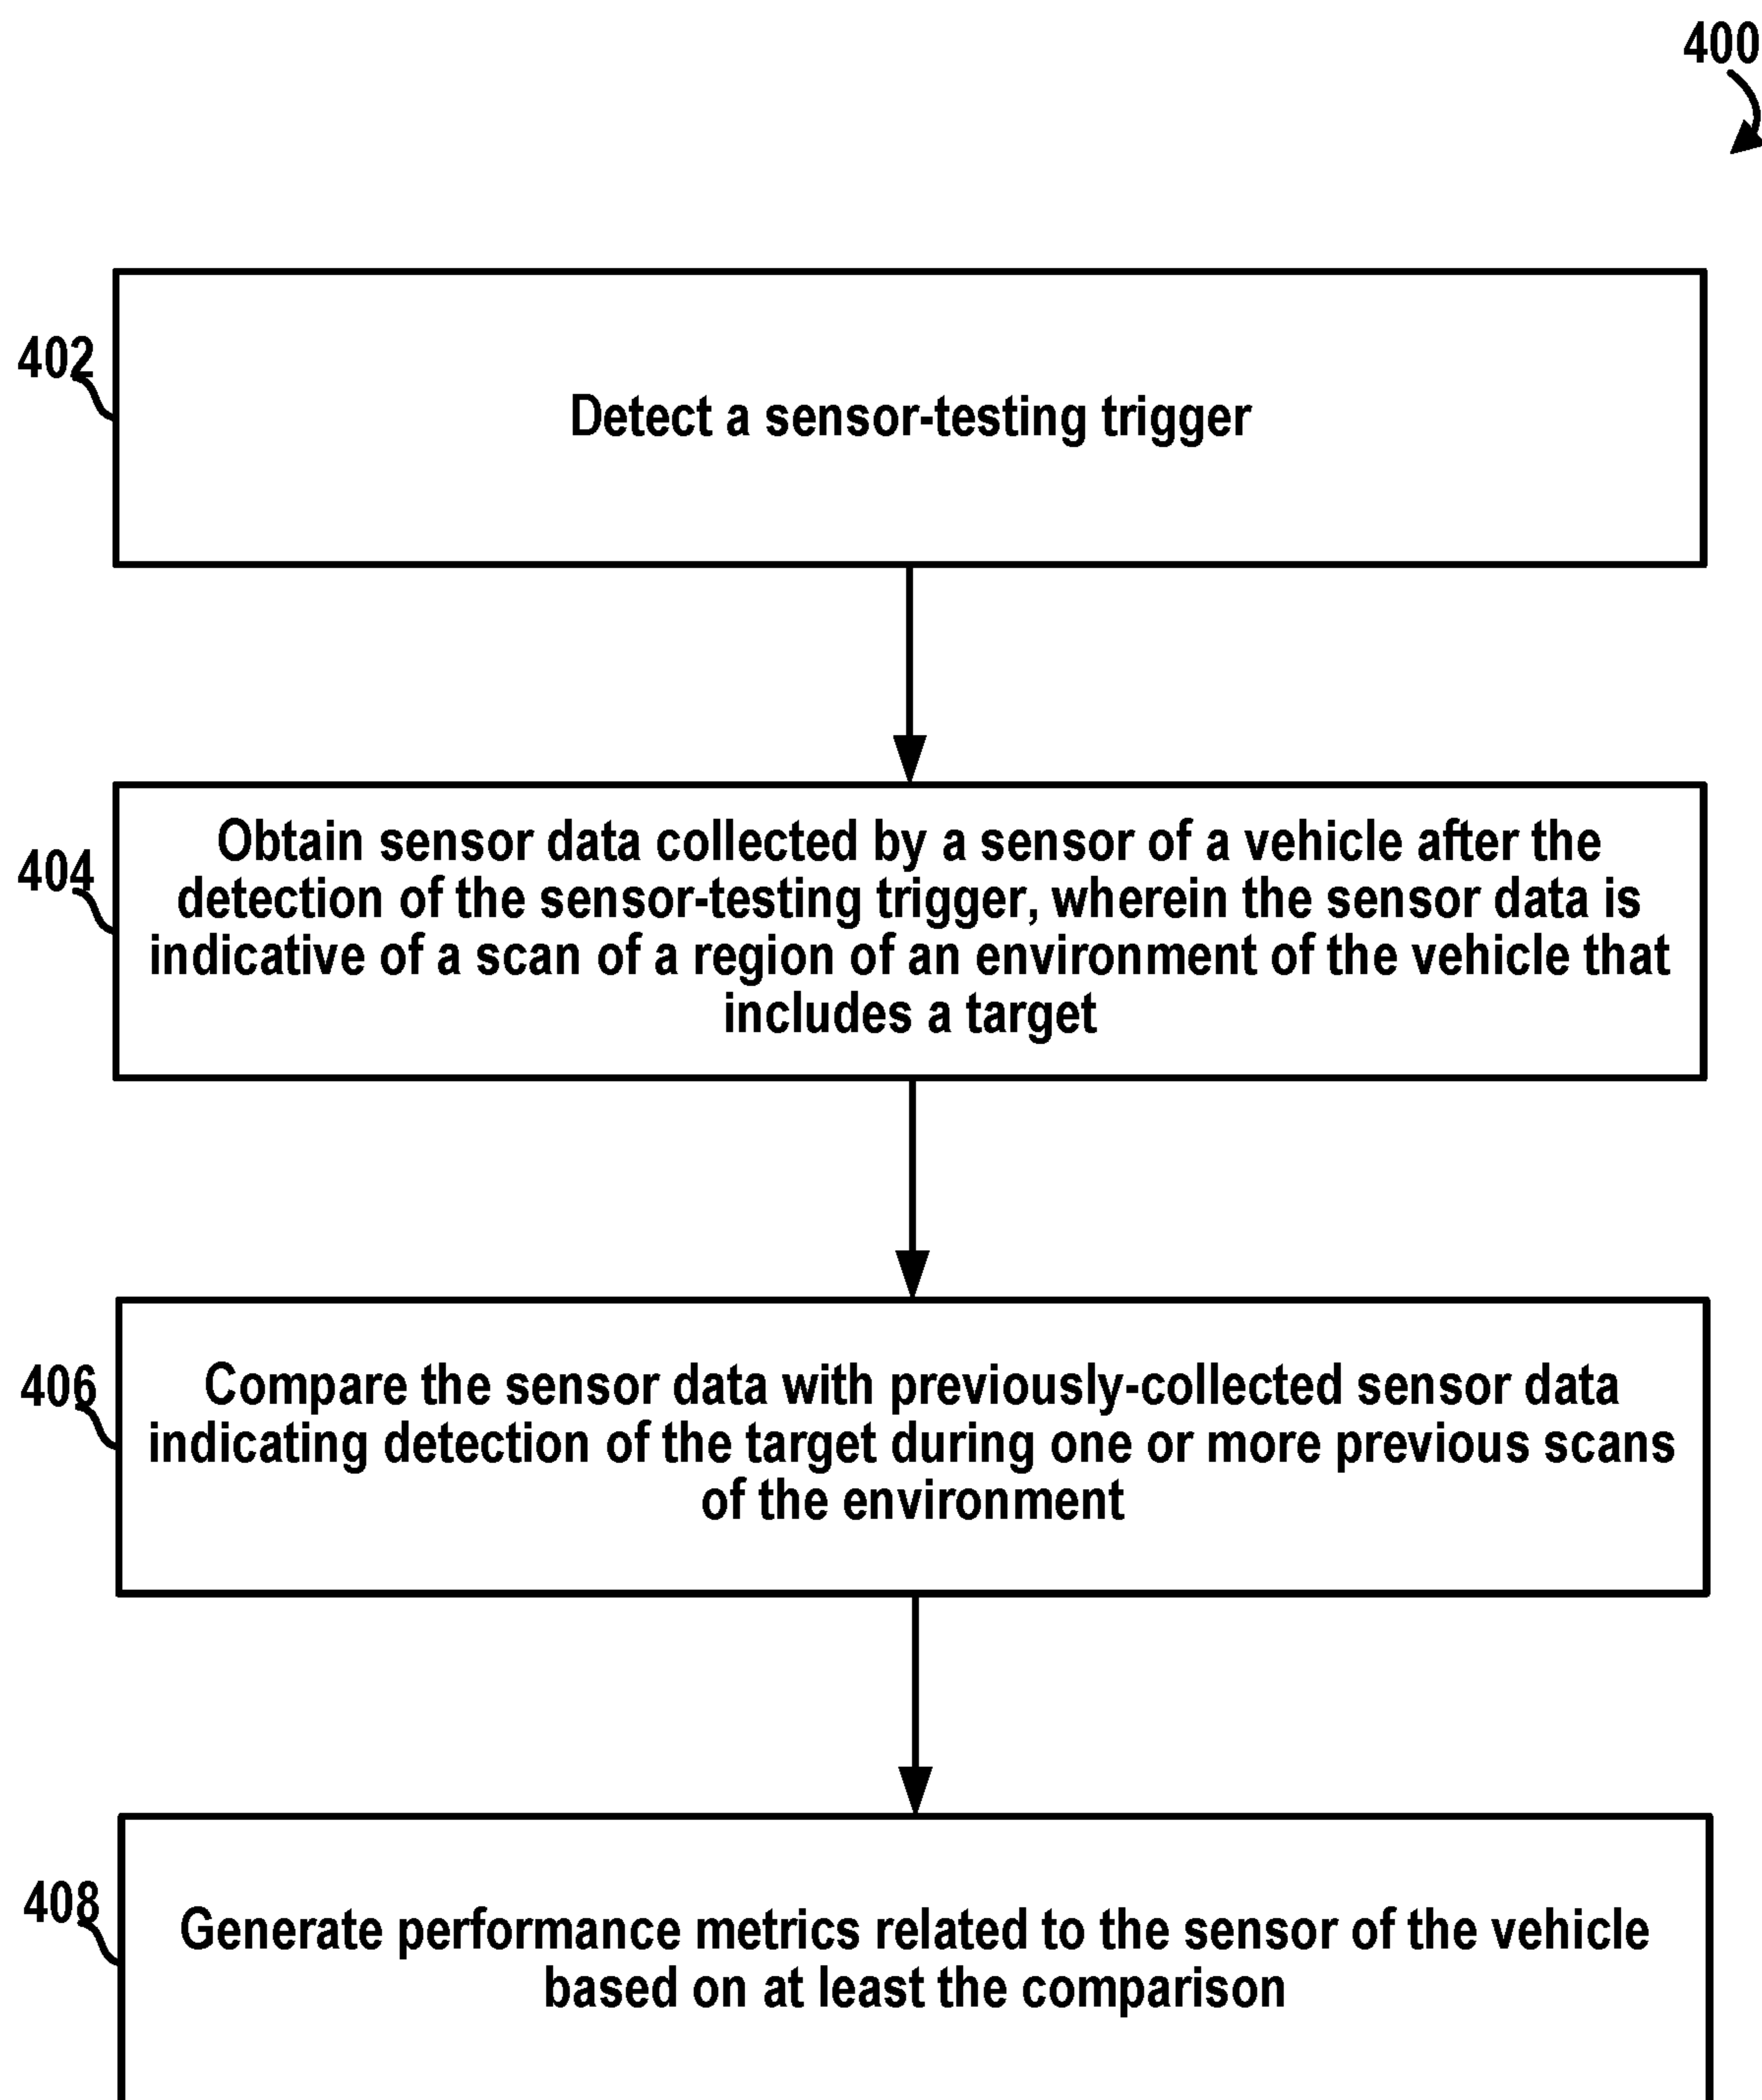 400
402
Detect a sensor-testing trigger
404
Obtain sensor data collected by a sensor of a vehicle after the
detection of the sensor-testing trigger, wherein the sensor data is
indicative of a scan of a region of an environment of the vehicle that
includes a target
406
Compare the sensor data with previously-collected sensor data
indicating detection of the target during one or more previous scans
of the environment
408
Generate performance metrics related to the sensor of the vehicle
based on at least the comparison